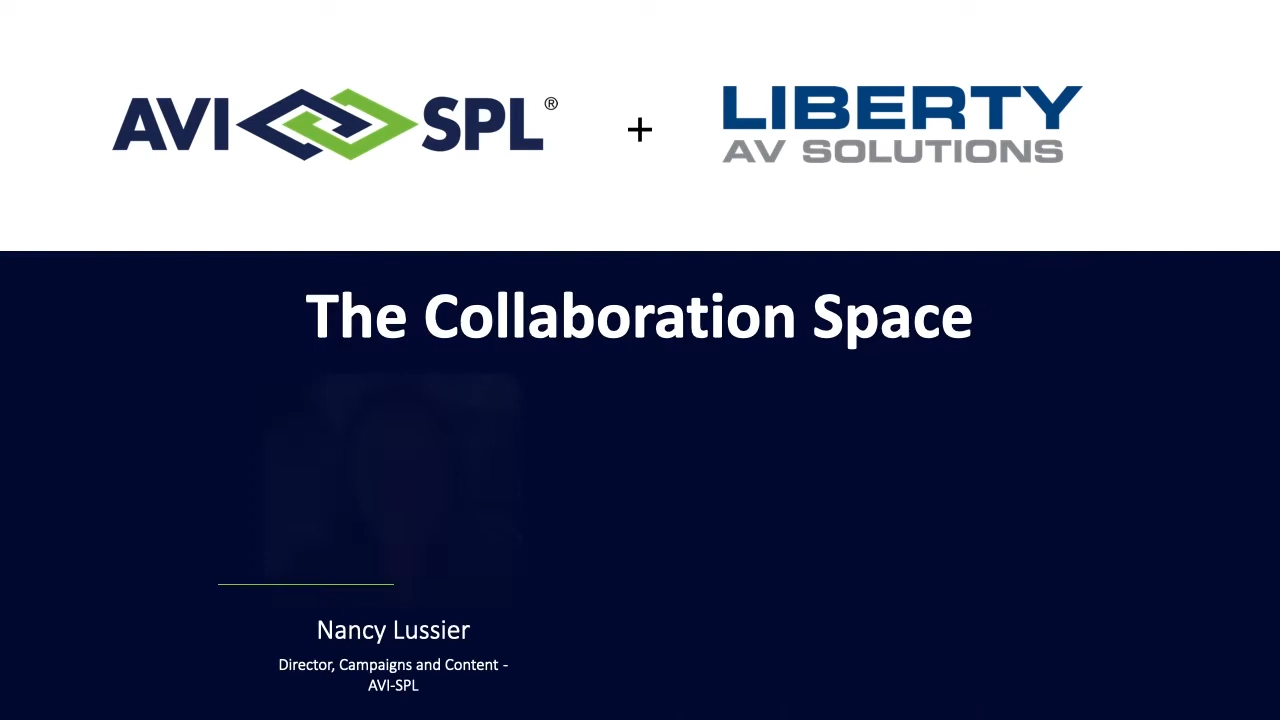 AVI SPL®
+
LIBERTY
AV SOLUTIONS
The Collaboration Space
Nancy Lussier
Director, Campaigns and Content -
AVI-SPL